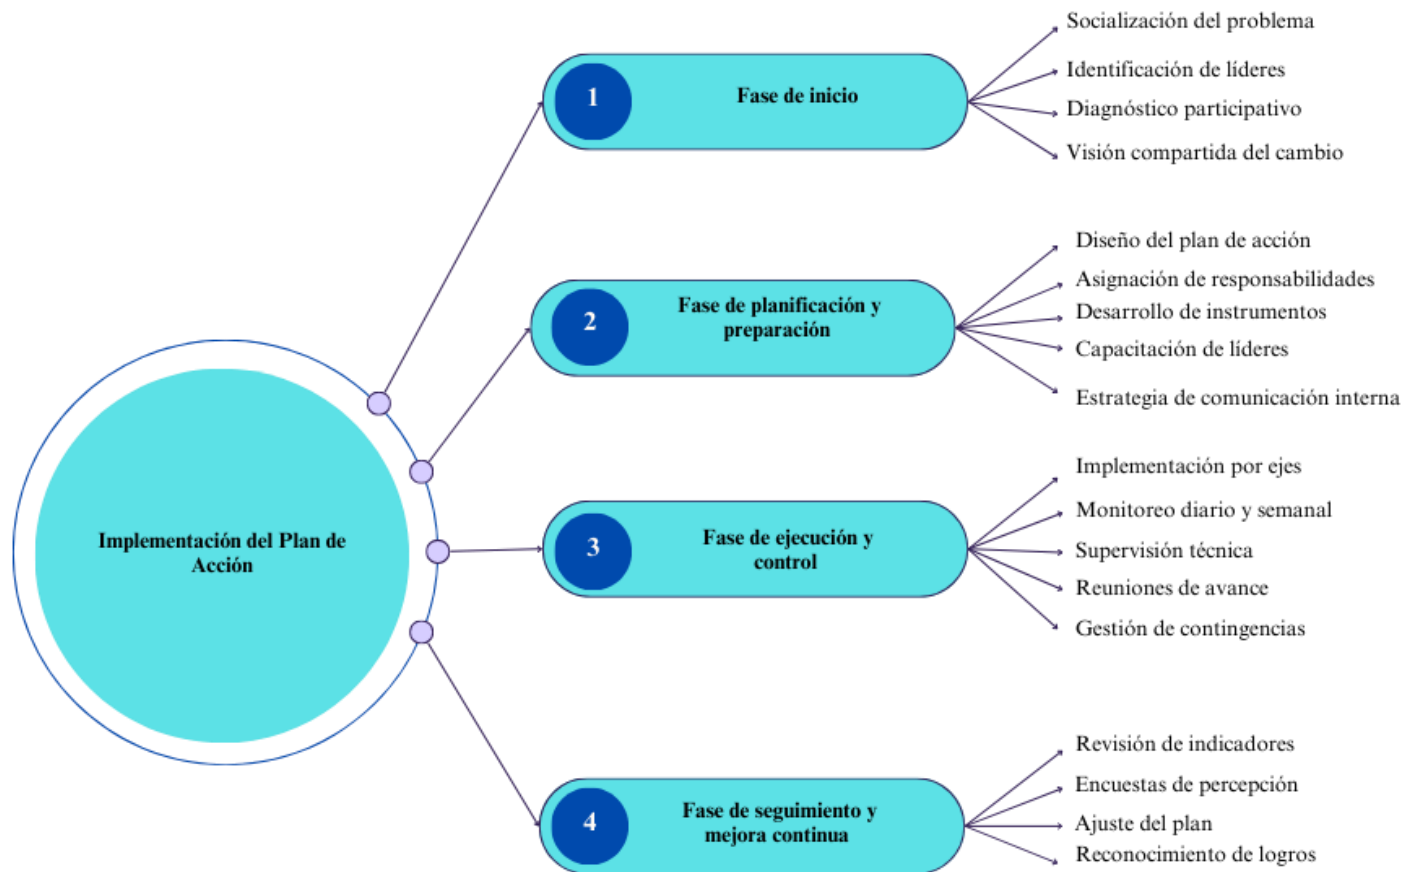 Implementación del Plan de
Acción
1
Fase de inicio
Socialización del problema
Identificación de líderes
Diagnóstico participativo
Visión compartida del cambio
2
Fase de planificación y
preparación
Diseño del plan de acción
Asignación de responsabilidades
Desarrollo de instrumentos
Capacitación de líderes
Estrategia de comunicación interna
3
Fase de ejecución y
control
Implementación por ejes
Monitoreo diario y semanal
Supervisión técnica
Reuniones de avance
Gestión de contingencias
4
Fase de seguimiento y
mejora continua
Revisión de indicadores
Encuestas de percepción
Ajuste del plan
Reconocimiento de logros